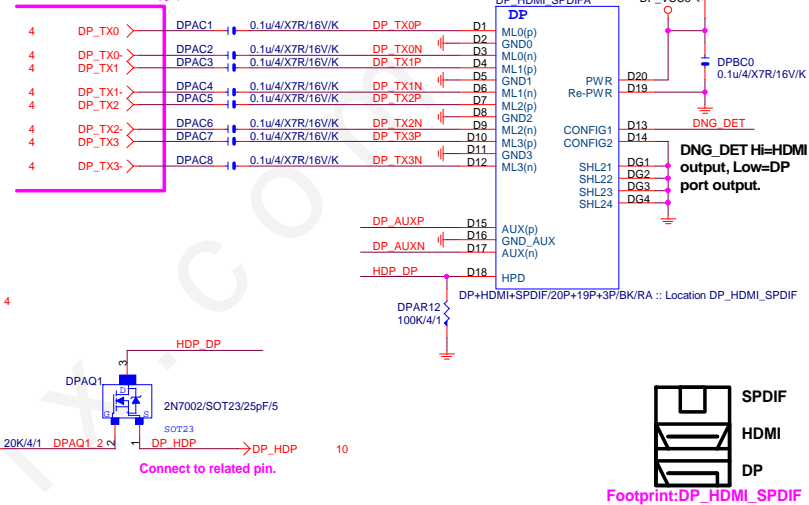 DP_HDMI_SPDIFA
DP
4 DP_TX0 DPAC1 0.1u/4/X7R/16V/K DP_TX0P D1 ML0(p)
D2 GND0
4 DP_TX0- DPAC2 0.1u/4/X7R/16V/K DP_TX0N D3 ML0(n)
4 DP_TX1 DPAC3 0.1u/4/X7R/16V/K DP_TX1P D4 ML1(p)
D5 GND1
4 DP_TX1- DPAC4 0.1u/4/X7R/16V/K DP_TX1N D6 ML1(n)
4 DP_TX2 DPAC5 0.1u/4/X7R/16V/K DP_TX2P D7 ML2(p)
D8 GND2
4 DP_TX2- DPAC6 0.1u/4/X7R/16V/K DP_TX2N D9 ML2(n)
4 DP_TX3 DPAC7 0.1u/4/X7R/16V/K DP_TX3P D10 ML3(p)
D11 GND3
4 DP_TX3- DPAC8 0.1u/4/X7R/16V/K DP_TX3N D12 ML3(n)
DPBC0
0.1u/4/X7R/16V/K
PWR D20
Re-PWR D19
CONFIG1 D13 DNG_DET
CONFIG2 D14
DNG_DET Hi=HDMI
output, Low=DP
port output.
SHL21 DG1
SHL22 DG2
SHL23 DG3
SHL24 DG4
DP_AUXP D15 AUX(p)
D16 GND_AUX
DP_AUXN D17 AUX(n)
HDP_DP D18 HPD
DP+HDMI+SPDIF/20P+19P+3P/BK/RA :: Location DP_HDMI_SPDIF
4
DPAR12
100K/4/1
HDP_DP
3
DPAQ1
D
G S
2N7002/SOT23/25pF/5
SOT23
20K/4/1 DPAQ1_2 2 1 DP_HDP DP_HDP 10
Connect to related pin.
SPDIF
HDMI
DP
Footprint:DP_HDMI_SPDIF